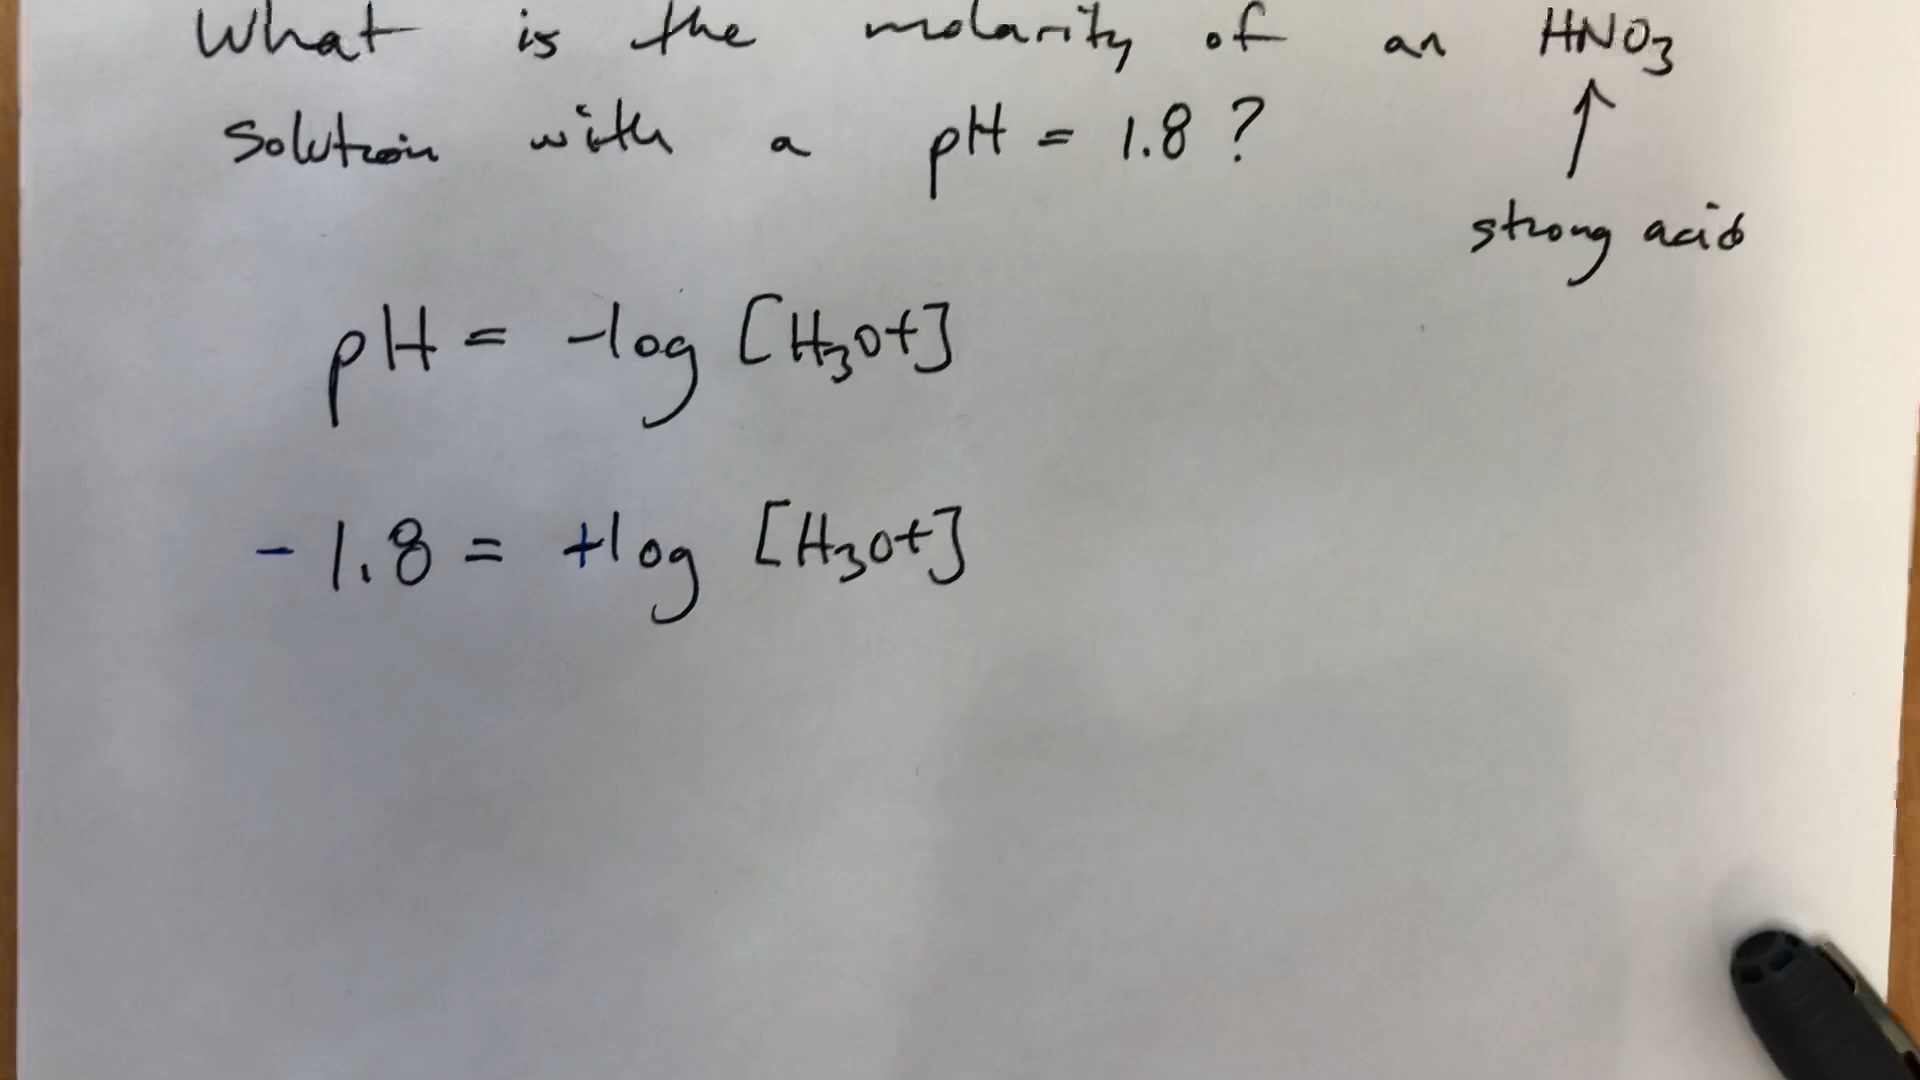 What is the molarity of an HNO3
solution with a pH = 1.8 ?
↑
strong acid
pH = -log [H3O+]
- 1.8 = +log [H3O+]